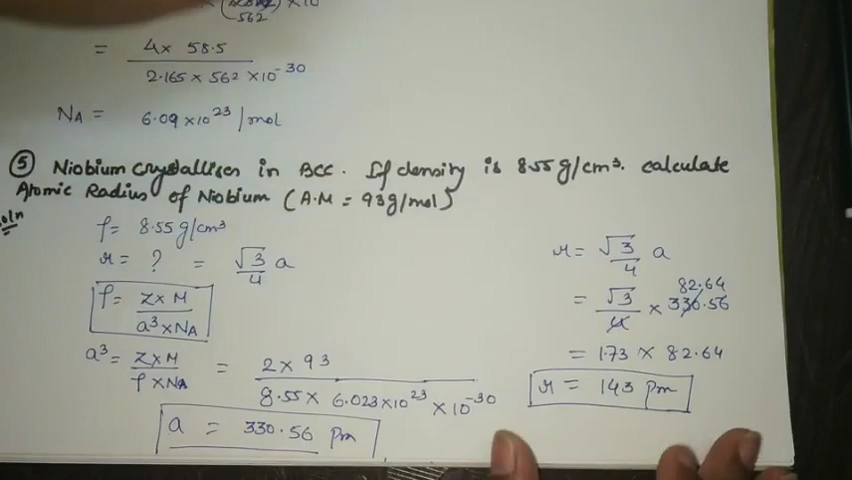 562
= 4 x 58.5 / 2.165 x 562 x 10^-30
NA = 6.09 x 10^23 / mol
⑤ Niobium crystallises in BCC. If density is 8.55 g/cm³. calculate
Atomic Radius of Niobium (A.M = 93 g/mol)
Soln
ρ = 8.55 g/cm³
r = ? = √3/4 a
ρ = Z x M / a³ x NA
a³ = Z x M / ρ x NA = 2 x 93 / 8.55 x 6.023 x 10^23 x 10^-30
a = 330.56 pm
r = √3/4 a
82.64
= √3/4 x 330.56
= 1.73 x 82.64
r = 143 pm